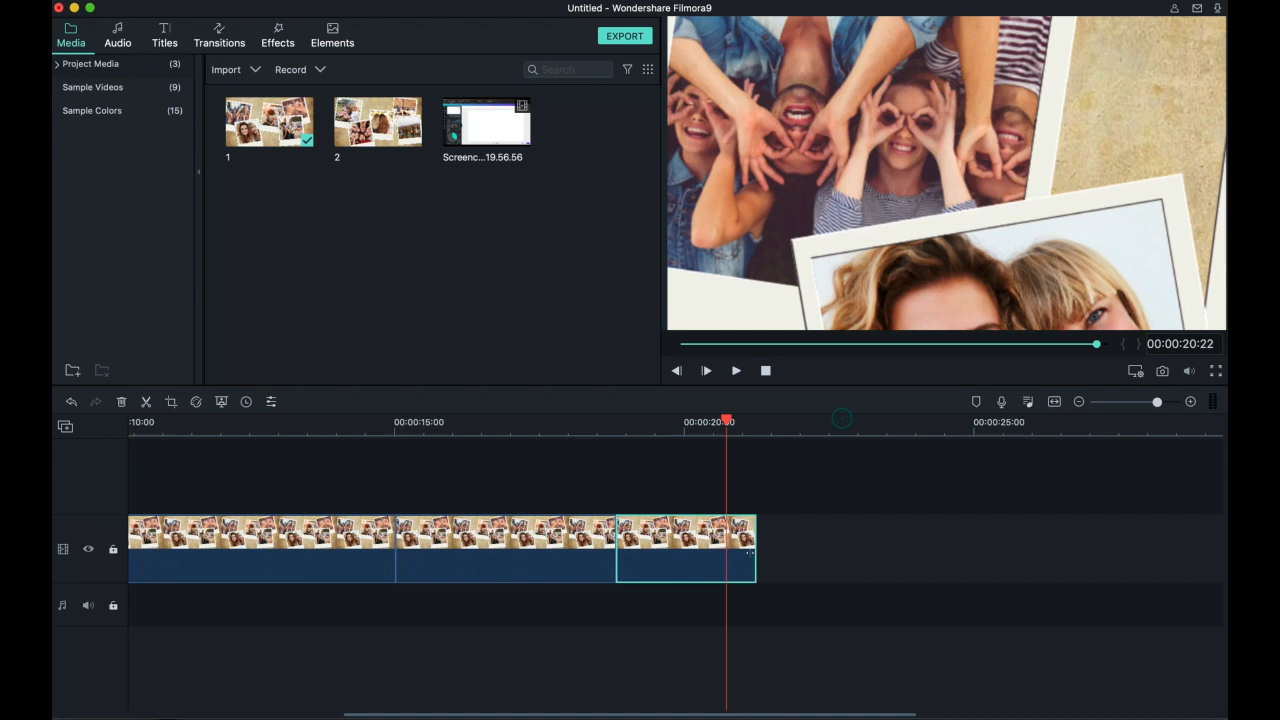 Untitled - Wondershare Filmora9
Media
Audio
Titles
Transitions
Effects
Elements
EXPORT
Project Media (3)
Sample Videos (9)
Sample Colors (15)
Import
Record
Search
1
2
Screenc...19.56.56
00:00:20:22
:10:00
00:00:15:00
00:00:20:00
00:00:25:00